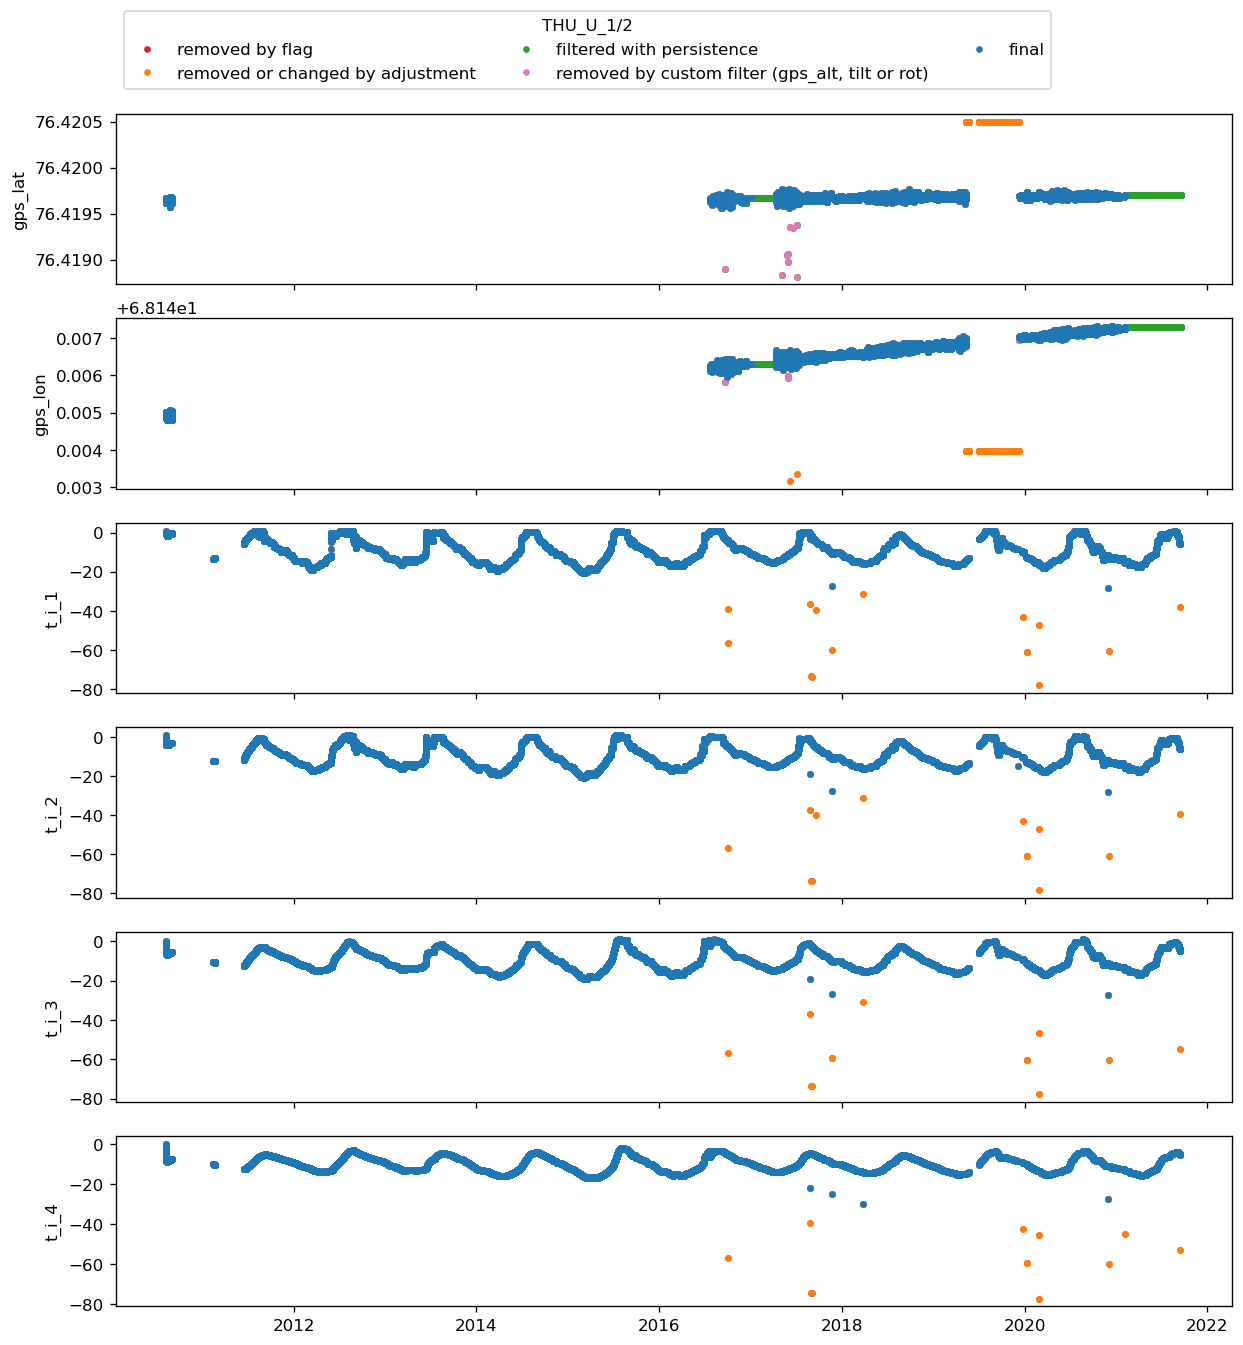 THU_U_1/2
removed by flag
filtered with persistence
final
removed or changed by adjustment
removed by custom filter (gps_alt, tilt or rot)
76.4205
76.4200
76.4195
76.4190
gps_lat
+6.814e1
0.007
0.006
0.005
0.004
0.003
gps_lon
0
−20
−40
−60
−80
t_i_1
0
−20
−40
−60
−80
t_i_2
0
−20
−40
−60
−80
t_i_3
0
−20
−40
−60
−80
t_i_4
2012 2014 2016 2018 2020 2022